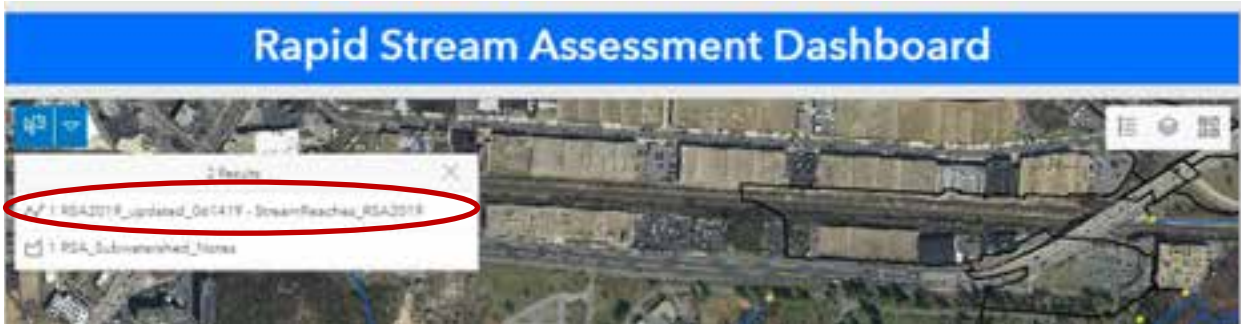 Rapid Stream Assessment Dashboard
2 Results
1 RSA2019_updated_061419 - StreamReaches_RSA2019
1 RSA_Subwatershed_Notes